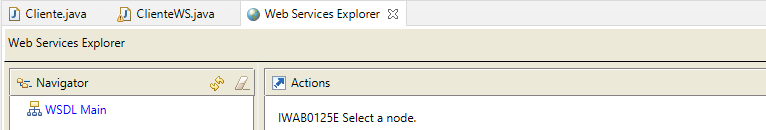 Cliente.java ClienteWS.java Web Services Explorer
Web Services Explorer
Navigator Actions
WSDL Main
IWAB0125E Select a node.